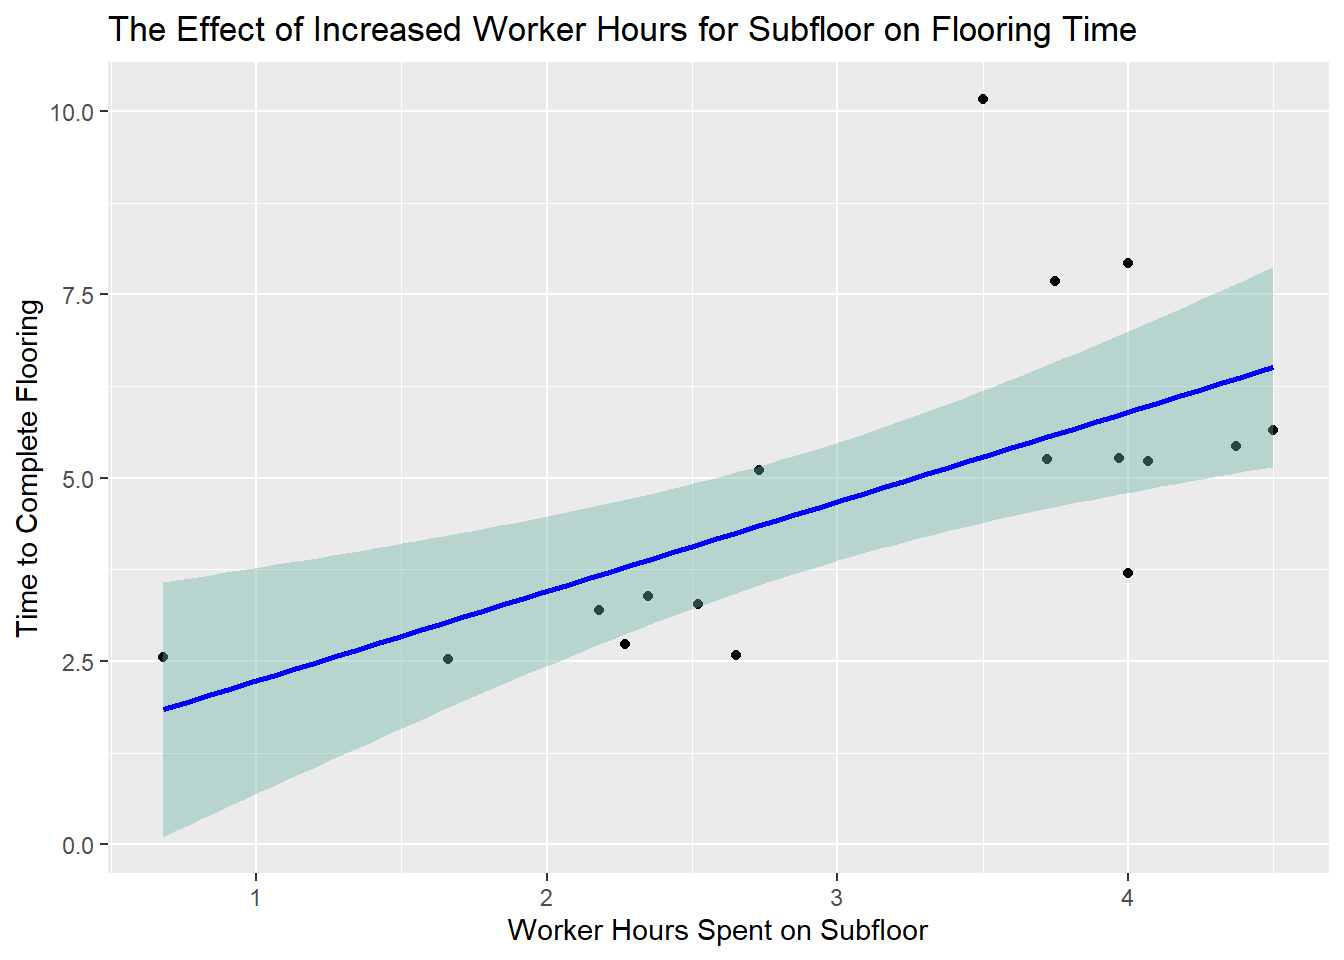 The Effect of Increased Worker Hours for Subfloor on Flooring Time
10.0
7.5
5.0
2.5
0.0
Time to Complete Flooring
1 2 3 4
Worker Hours Spent on Subfloor